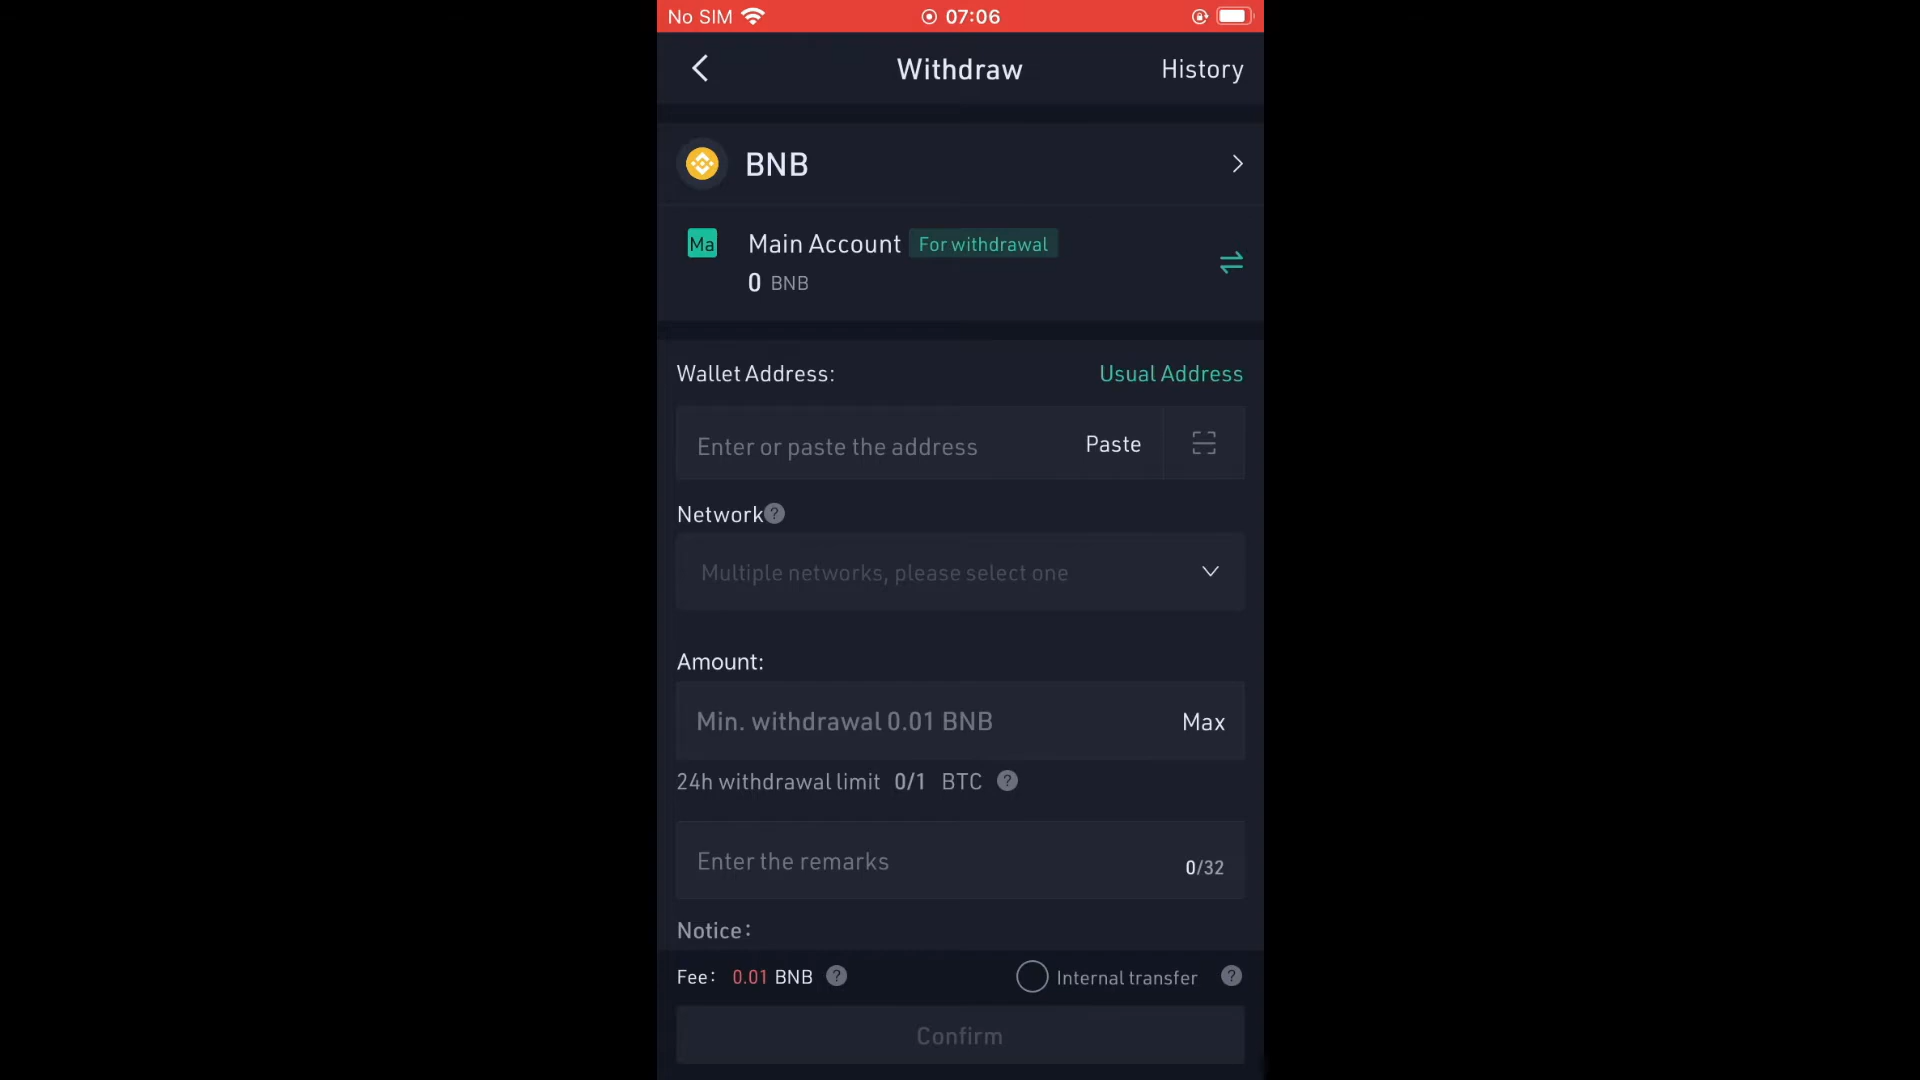 No SIM 07:06
Withdraw History
BNB
Ma Main Account For withdrawal
0 BNB
Wallet Address: Usual Address
Enter or paste the address Paste
Network ?
Multiple networks, please select one
Amount:
Min. withdrawal 0.01 BNB Max
24h withdrawal limit 0/1 BTC ?
Enter the remarks 0/32
Notice:
Fee: 0.01 BNB ? Internal transfer ?
Confirm